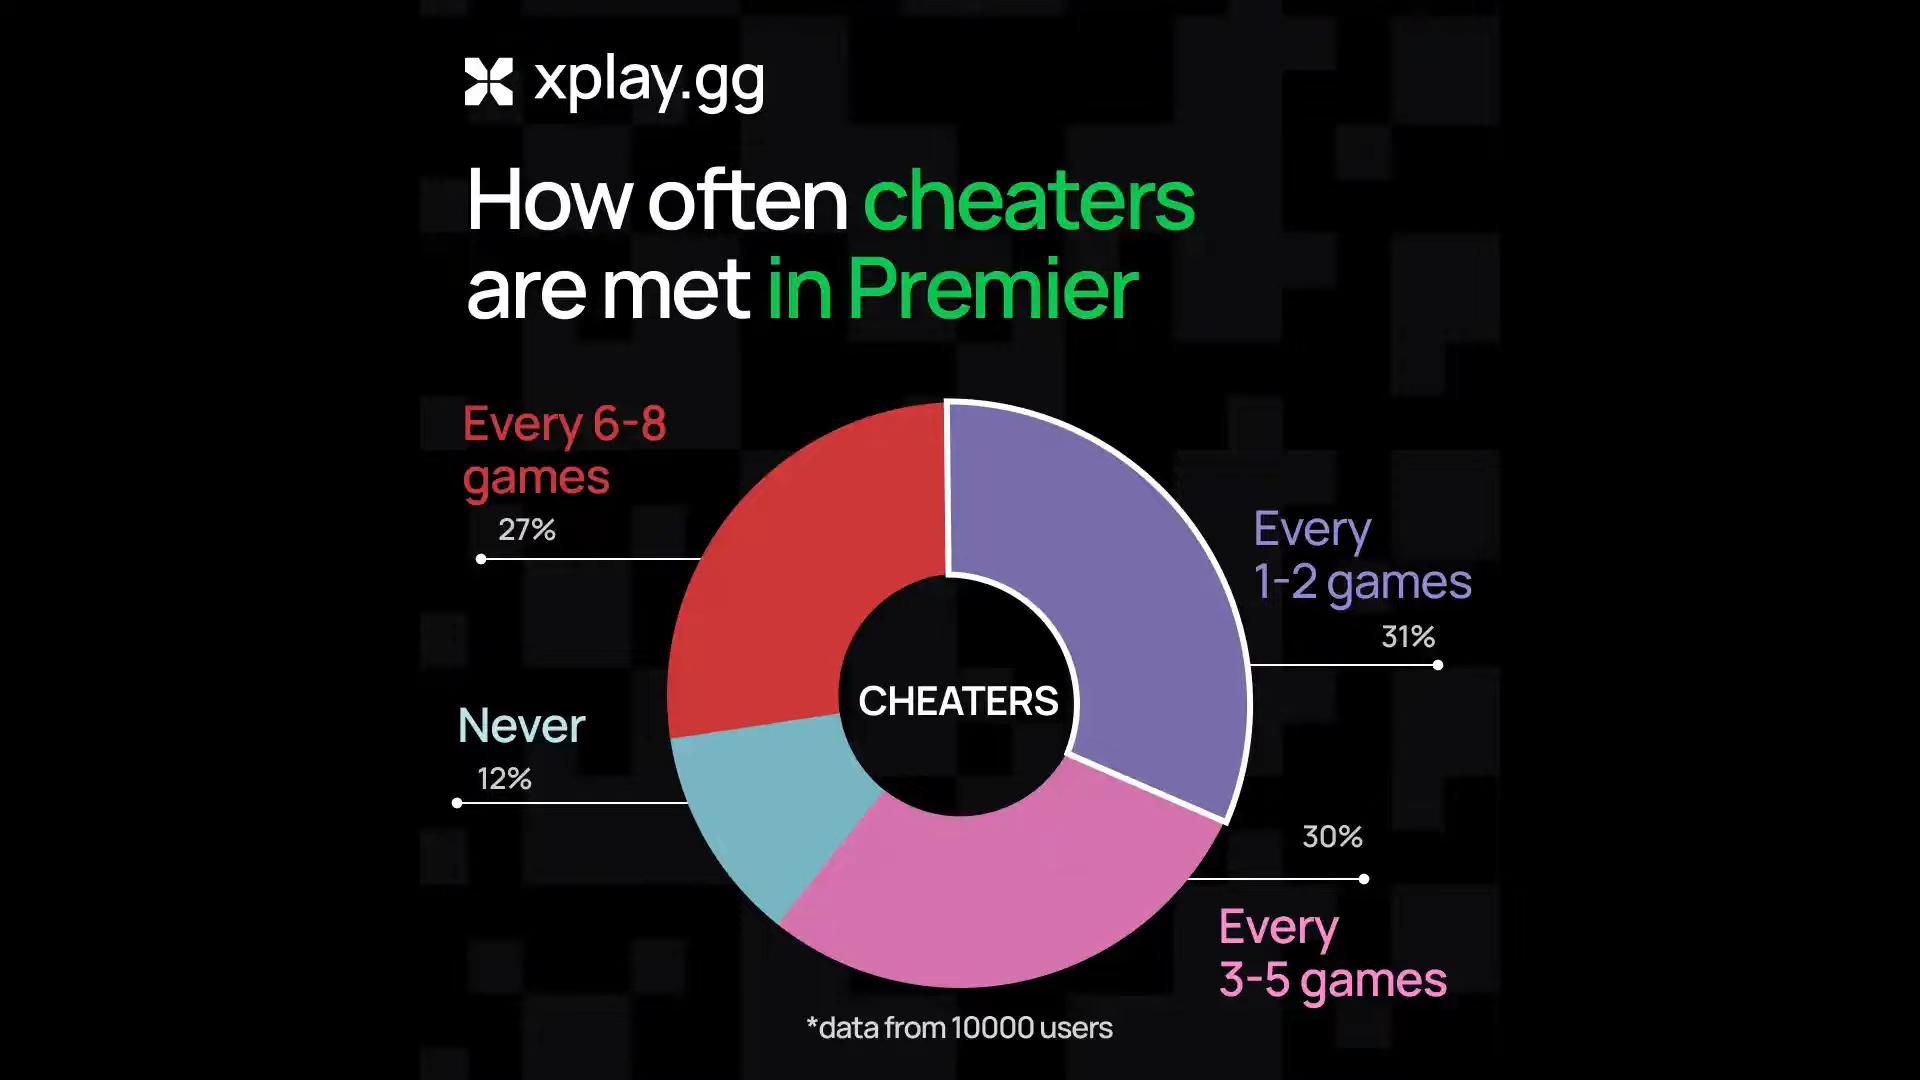 xplay.gg
How often cheaters
are met in Premier
Every 6-8
games
27%
Every
1-2 games
31%
CHEATERS
Never
12%
30%
Every
3-5 games
*data from 10000 users